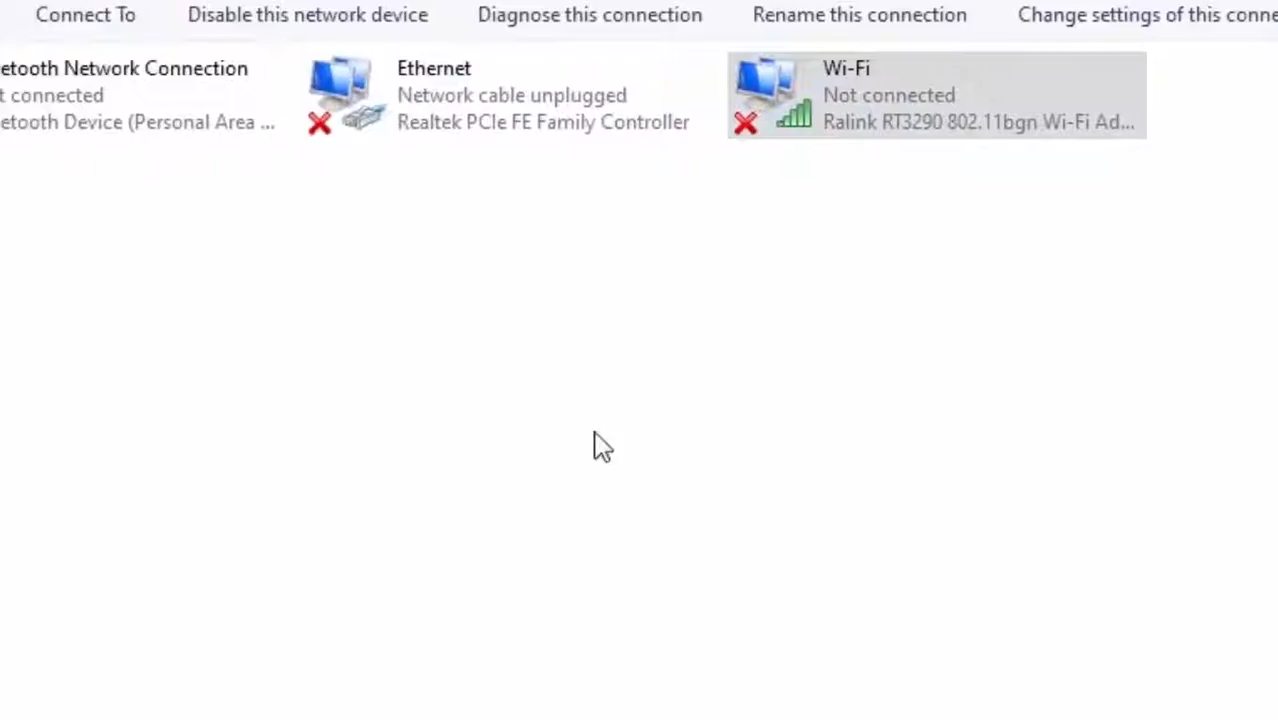 Connect To Disable this network device Diagnose this connection Rename this connection Change settings of this conne
etooth Network Connection
t connected
etooth Device (Personal Area ...
Ethernet
Network cable unplugged
Realtek PCIe FE Family Controller
Wi-Fi
Not connected
Ralink RT3290 802.11bgn Wi-Fi Ad...